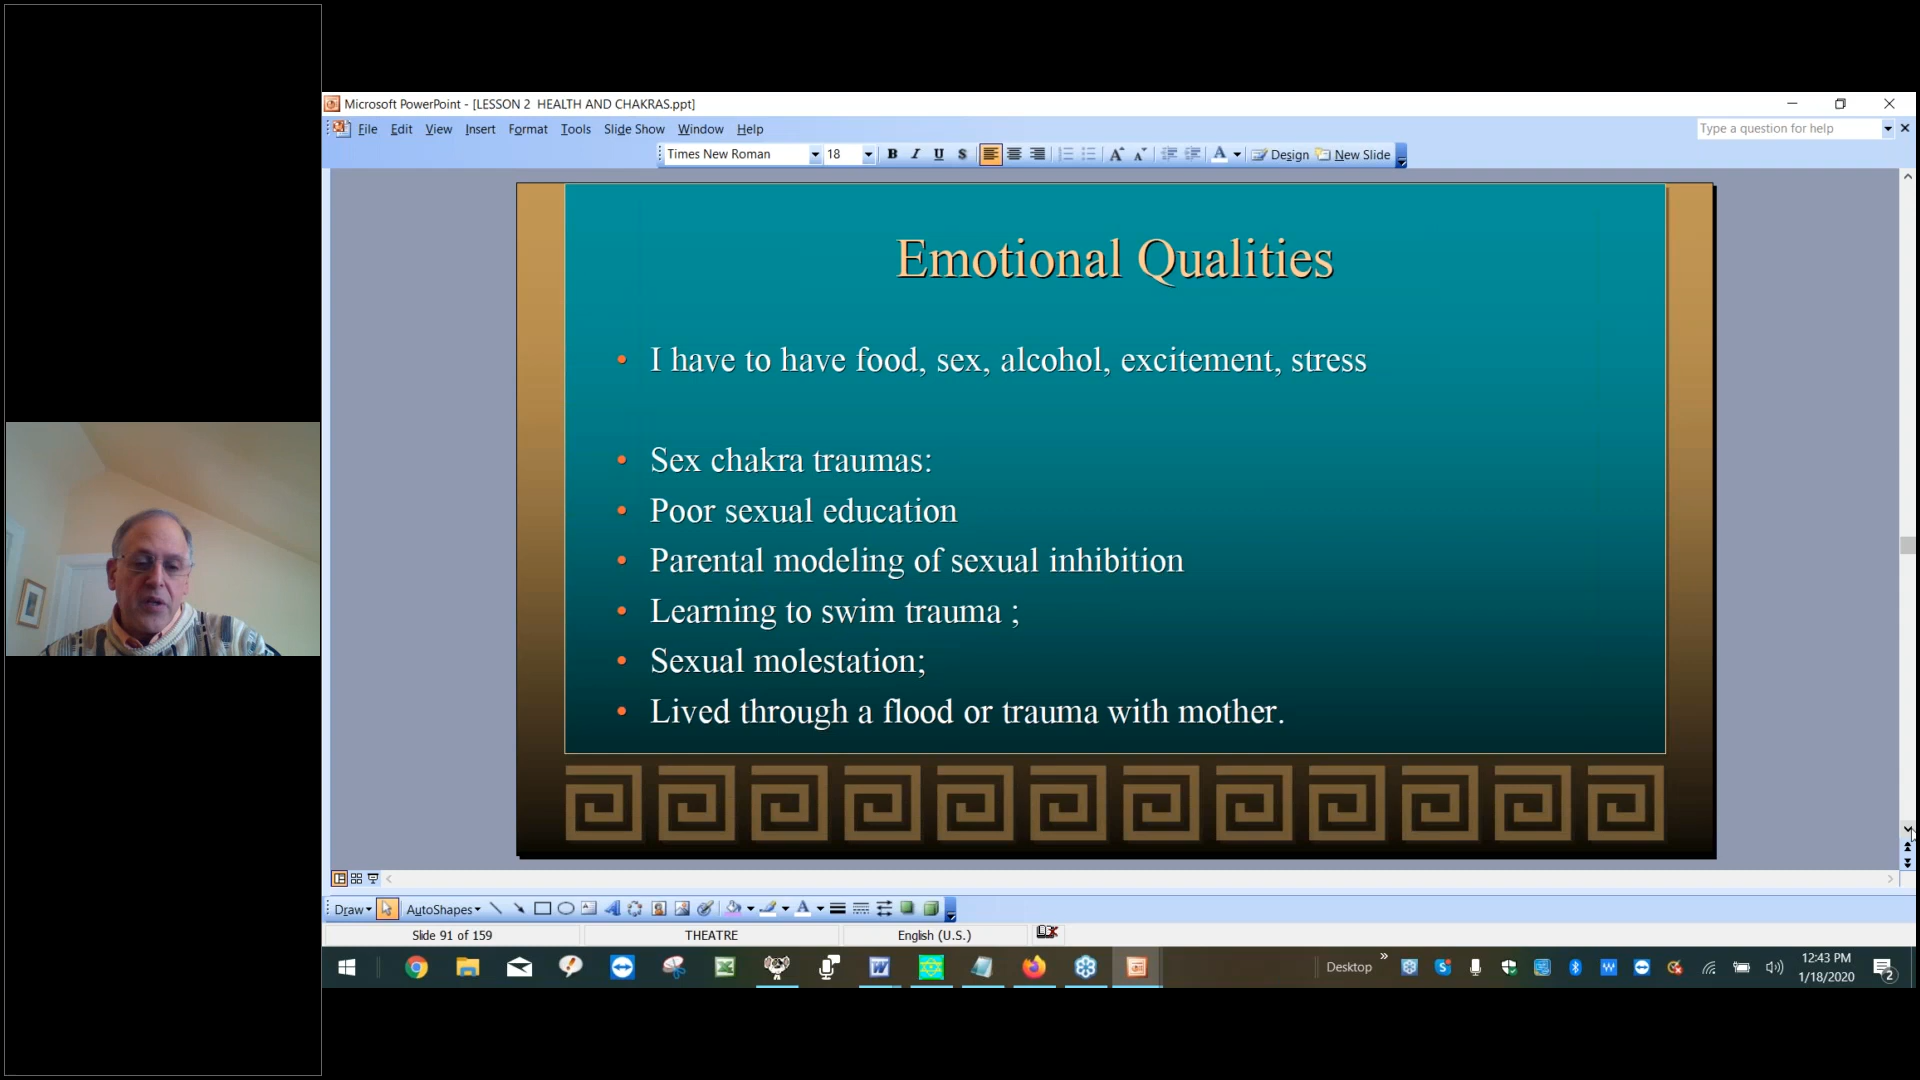 Microsoft PowerPoint - [LESSON 2  HEALTH AND CHAKRAS.ppt]
File Edit View Insert Format Tools Slide Show Window Help
Type a question for help
Times New Roman 18 B I U S A A A Design New Slide
Emotional Qualities
• I have to have food, sex, alcohol, excitement, stress
• Sex chakra traumas:
• Poor sexual education
• Parental modeling of sexual inhibition
• Learning to swim trauma ;
• Sexual molestation;
• Lived through a flood or trauma with mother.
Draw AutoShapes A
Slide 91 of 159 THEATRE English (U.S.)
Desktop » 12:43 PM
1/18/2020 2